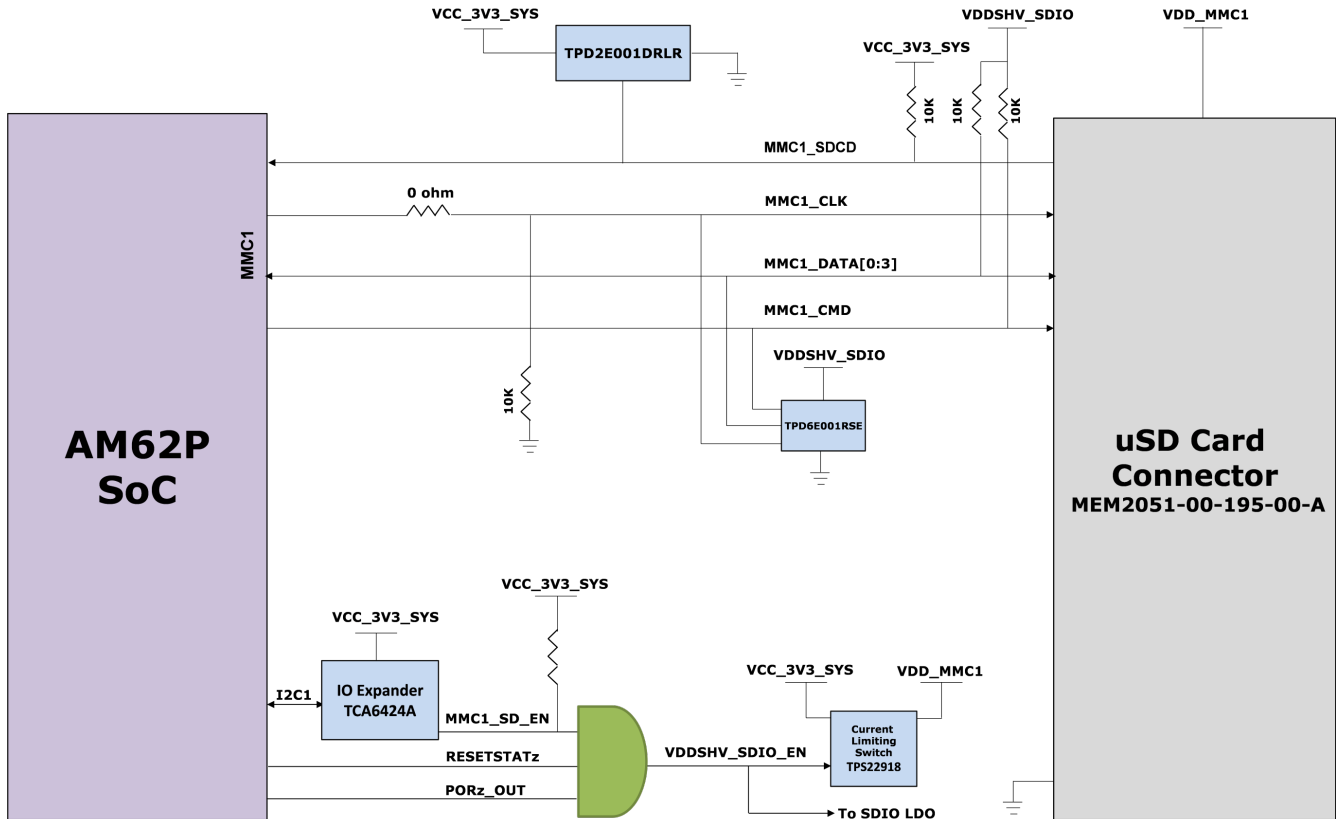 VCC_3V3_SYS
TPD2E001DRLR
VDDSHV_SDIO
VDD_MMC1
VCC_3V3_SYS
10K
10K
10K
MMC1_SDCD
0 ohm
MMC1_CLK
MMC1
MMC1_DATA[0:3]
MMC1_CMD
VDDSHV_SDIO
10K
TPD6E001RSE
AM62P
SoC
uSD Card
Connector
MEM2051-00-195-00-A
VCC_3V3_SYS
VCC_3V3_SYS
I2C1
IO Expander
TCA6424A
MMC1_SD_EN
RESETSTATz
PORz_OUT
VDDSHV_SDIO_EN
VCC_3V3_SYS
VDD_MMC1
Current
Limiting
Switch
TPS22918
To SDIO LDO